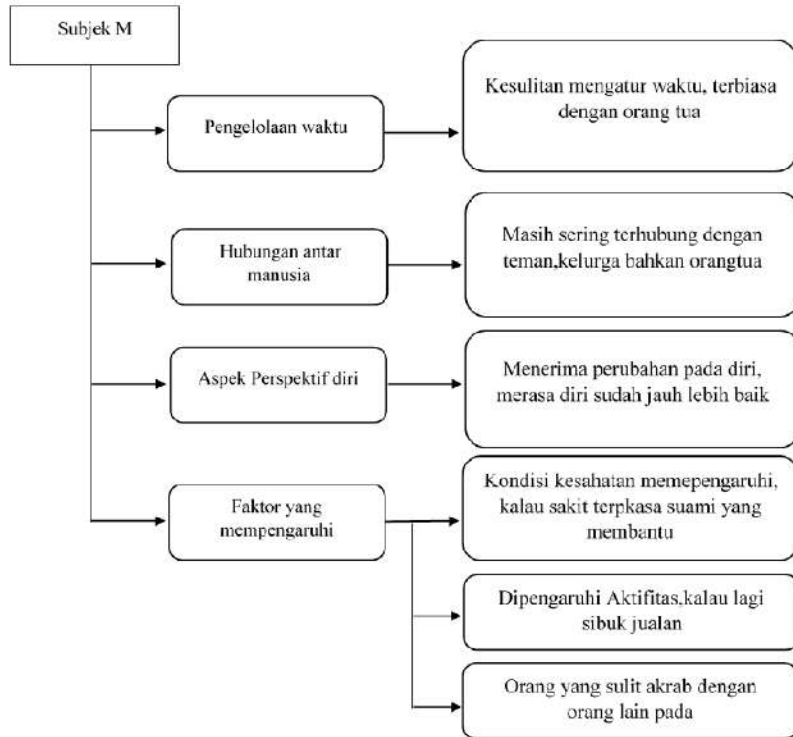 Subjek M
Pengelolaan waktu
Kesulitan mengatur waktu, terbiasa
dengan orang tua
Hubungan antar
manusia
Masih sering terhubung dengan
teman,kelurga bahkan orangtua
Aspek Perspektif diri
Menerima perubahan pada diri,
merasa diri sudah jauh lebih baik
Faktor yang
mempengaruhi
Kondisi kesahatan memepengaruhi,
kalau sakit terpkasa suami yang
membantu
Dipengaruhi Aktifitas,kalau lagi
sibuk jualan
Orang yang sulit akrab dengan
orang lain pada